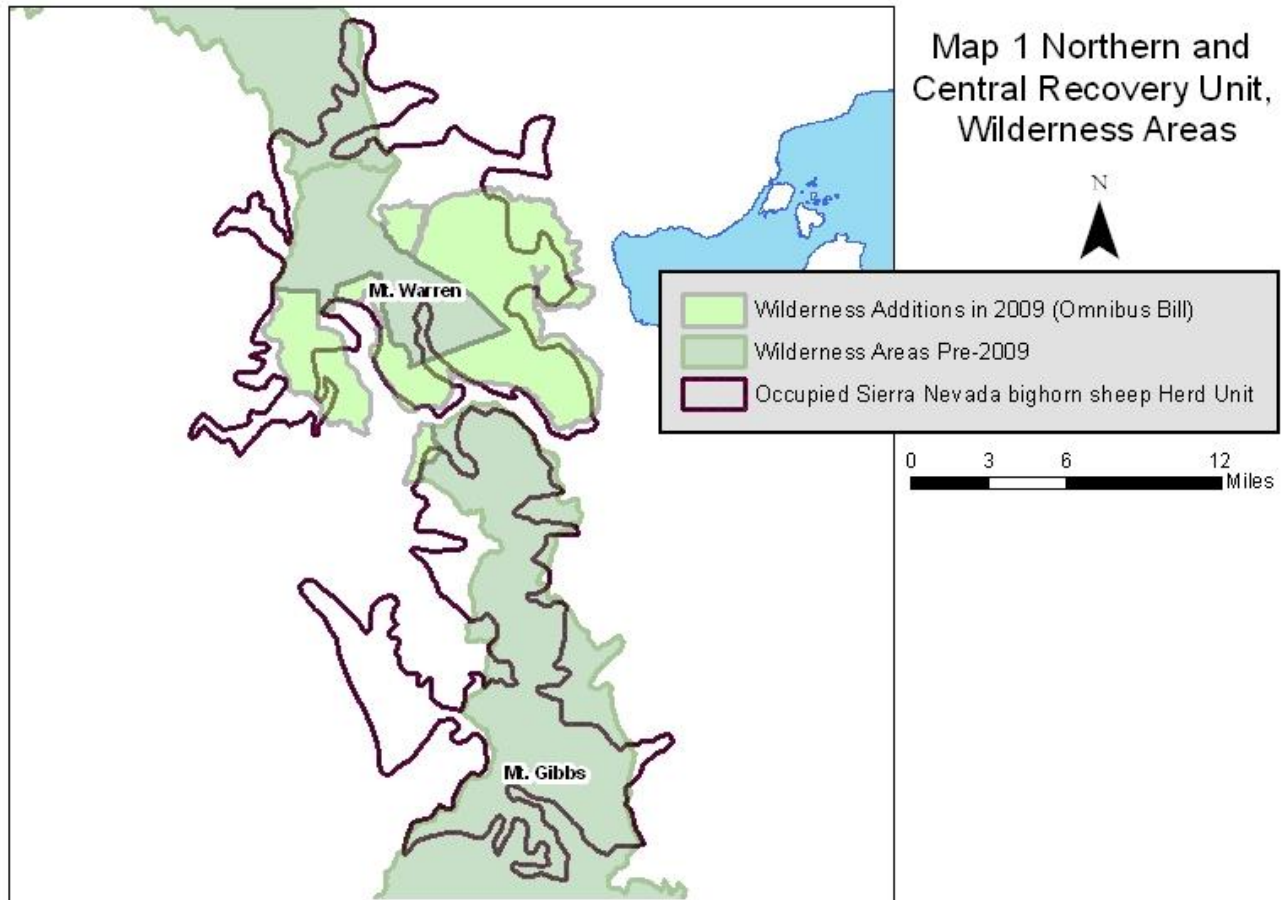 Map 1 Northern and
Central Recovery Unit,
Wilderness Areas
N
Mt. Warren
Wilderness Additions in 2009 (Omnibus Bill)
Wilderness Areas Pre-2009
Occupied Sierra Nevada bighorn sheep Herd Unit
0 3 6 12
Miles
Mt. Gibbs